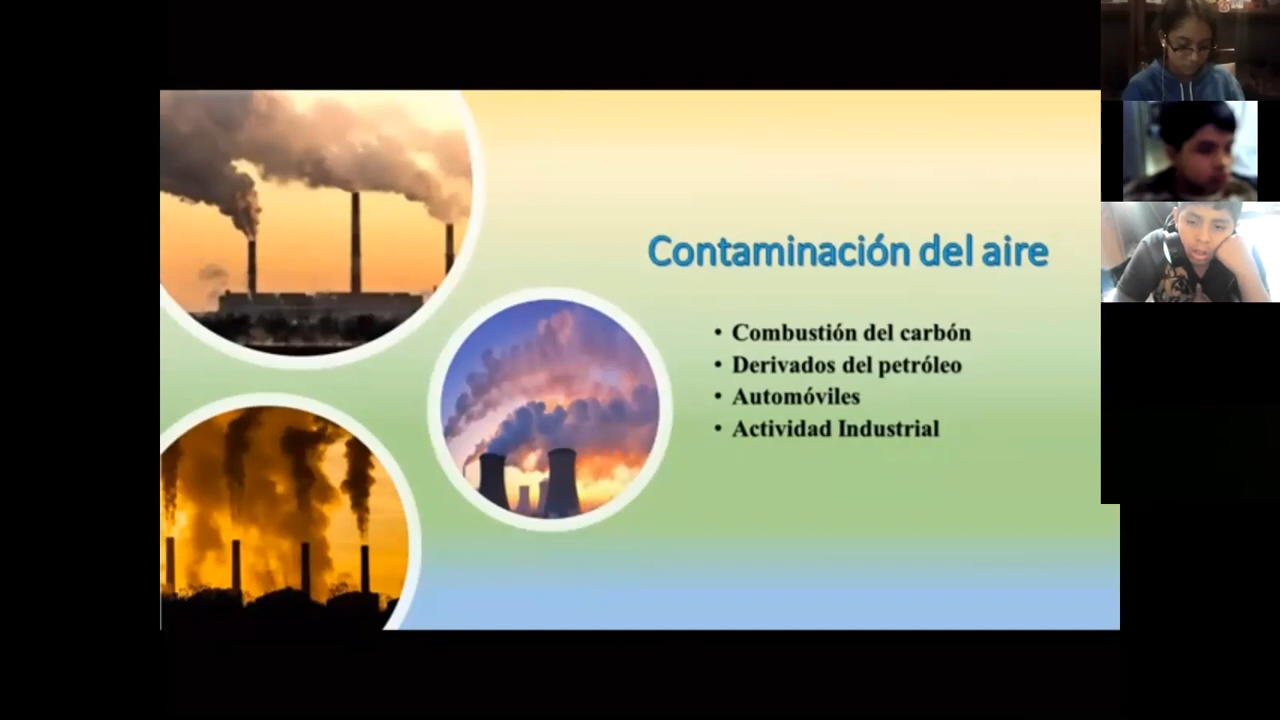 Contaminación del aire
• Combustión del carbón
• Derivados del petróleo
• Automóviles
• Actividad Industrial